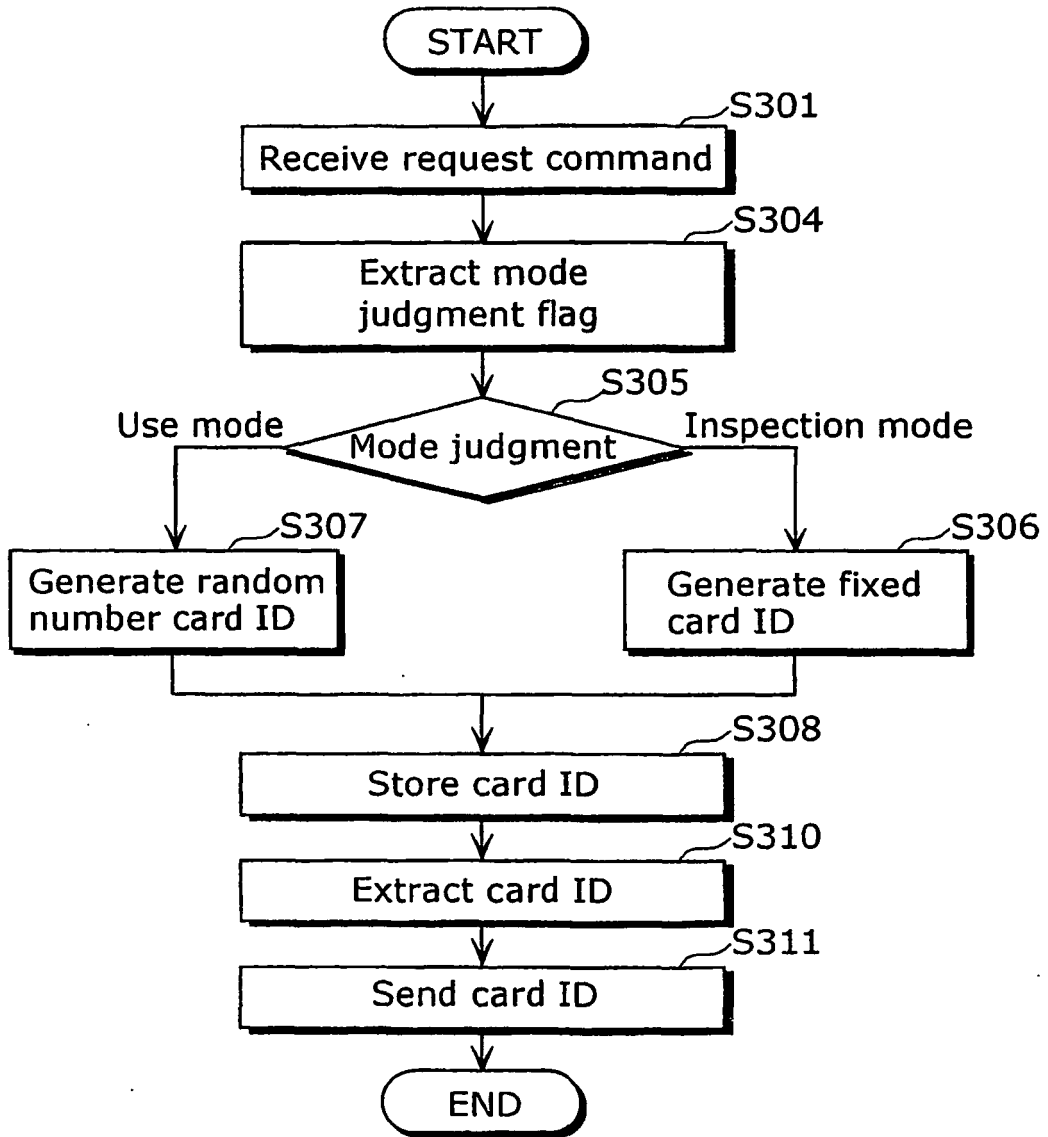 START
S301
Receive request command
S304
Extract mode
judgment flag
S305
Use mode
Mode judgment
Inspection mode
S307
Generate random
number card ID
S306
Generate fixed
card ID
S308
Store card ID
S310
Extract card ID
S311
Send card ID
END